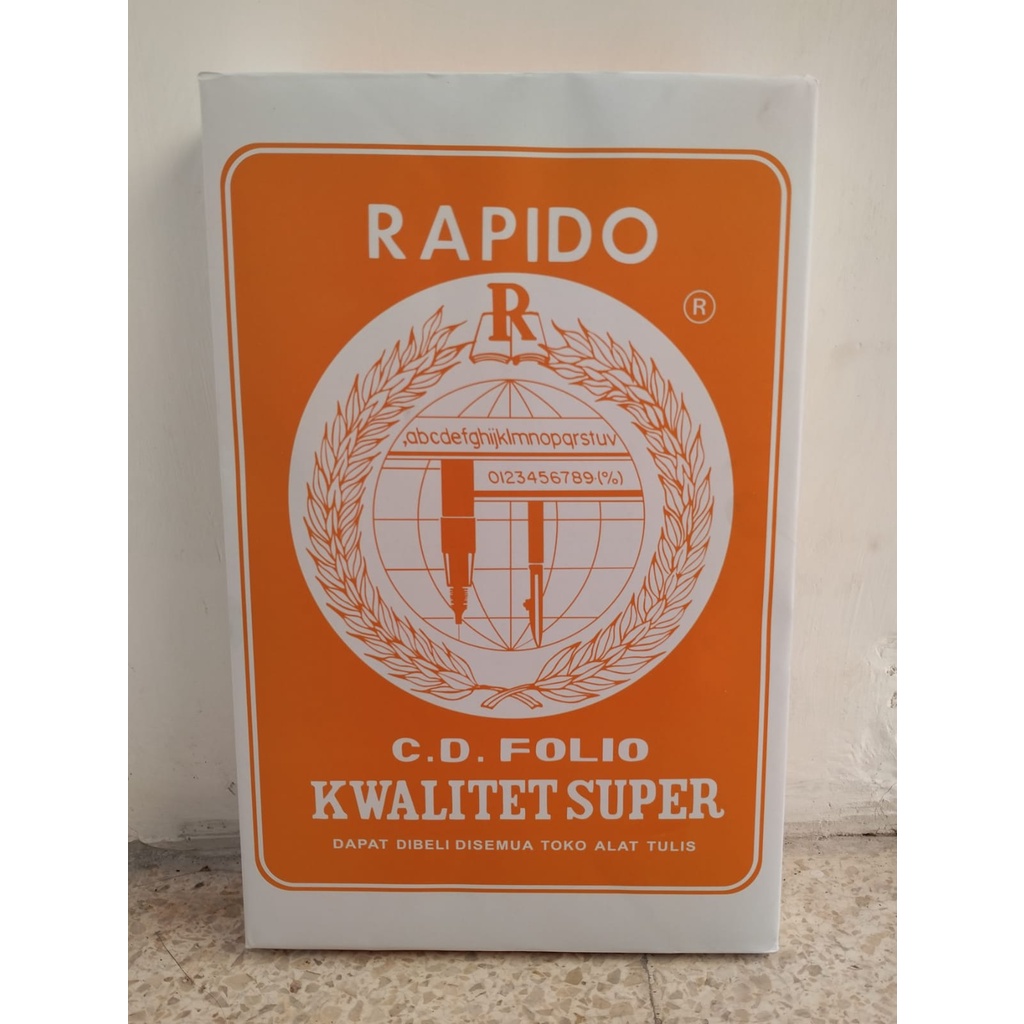 RAPIDO
R
®
,abcdefghijklmnopqrstuv
0123456789(%)
C.D. FOLIO
KWALITET SUPER
DAPAT DIBELI DISEMUA TOKO ALAT TULIS